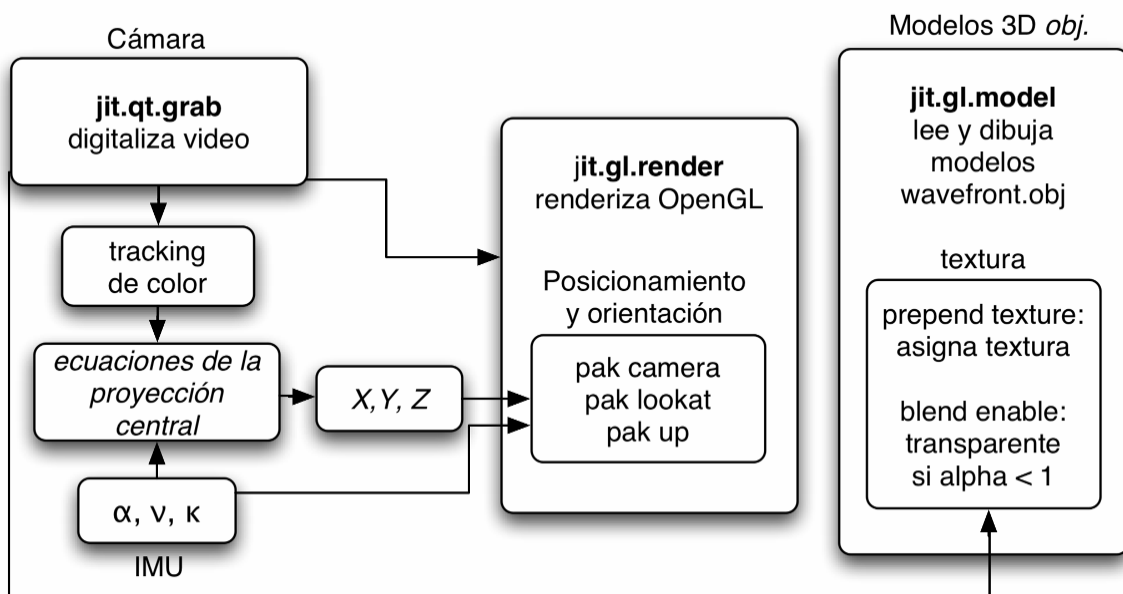 Cámara
jit.qt.grab
digitaliza video
tracking
de color
ecuaciones de la
proyección
central
X,Y, Z
α, ν, κ
IMU
jit.gl.render
renderiza OpenGL
Posicionamiento
y orientación
pak camera
pak lookat
pak up
Modelos 3D obj.
jit.gl.model
lee y dibuja
modelos
wavefront.obj
textura
prepend texture:
asigna textura
blend enable:
transparente
si alpha < 1